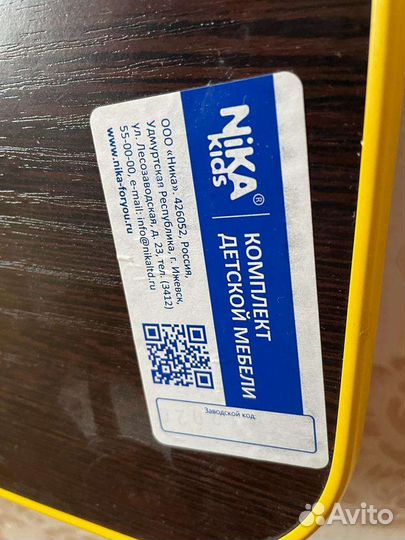 NiKA®
kids
КОМПЛЕКТ
ДЕТСКОЙ МЕБЕЛИ
ООО «Ника». 426052, Россия,
Удмуртская Республика, г. Ижевск,
ул. Лесозаводская, д. 23, тел. (3412)
55-00-00, e-mail: info@nikaltd.ru
www.nika-foryou.ru
Заводской код
Avito